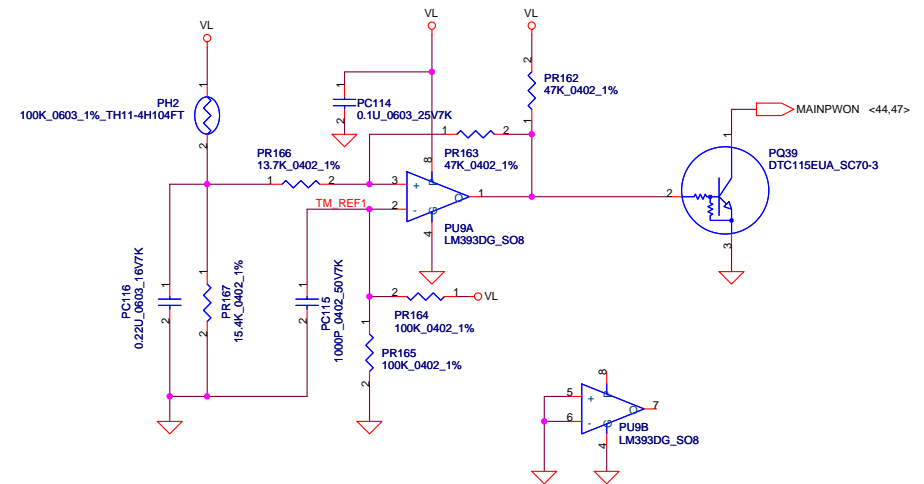 VL
VL
VL
1
PH2
100K_0603_1%_TH11-4H104FT
2
1
PC114
0.1U_0603_25V7K
2
2
PR162
47K_0402_1%
1
1
2
PR163
47K_0402_1%
MAINPWON <44,47>
1
PQ39
DTC115EUA_SC70-3
2
3
PR166
13.7K_0402_1%
1
2
8
3
+
P
O
1
TM_REF1
2
-
G
4
PU9A
LM393DG_SO8
1
PC116
0.22U_0603_16V7K
2
1
PR167
15.4K_0402_1%
2
1
PC115
1000P_0402_50V7K
2
2
1
VL
PR164
100K_0402_1%
1
PR165
100K_0402_1%
2
8
5
+
P
O
7
6
-
G
4
PU9B
LM393DG_SO8